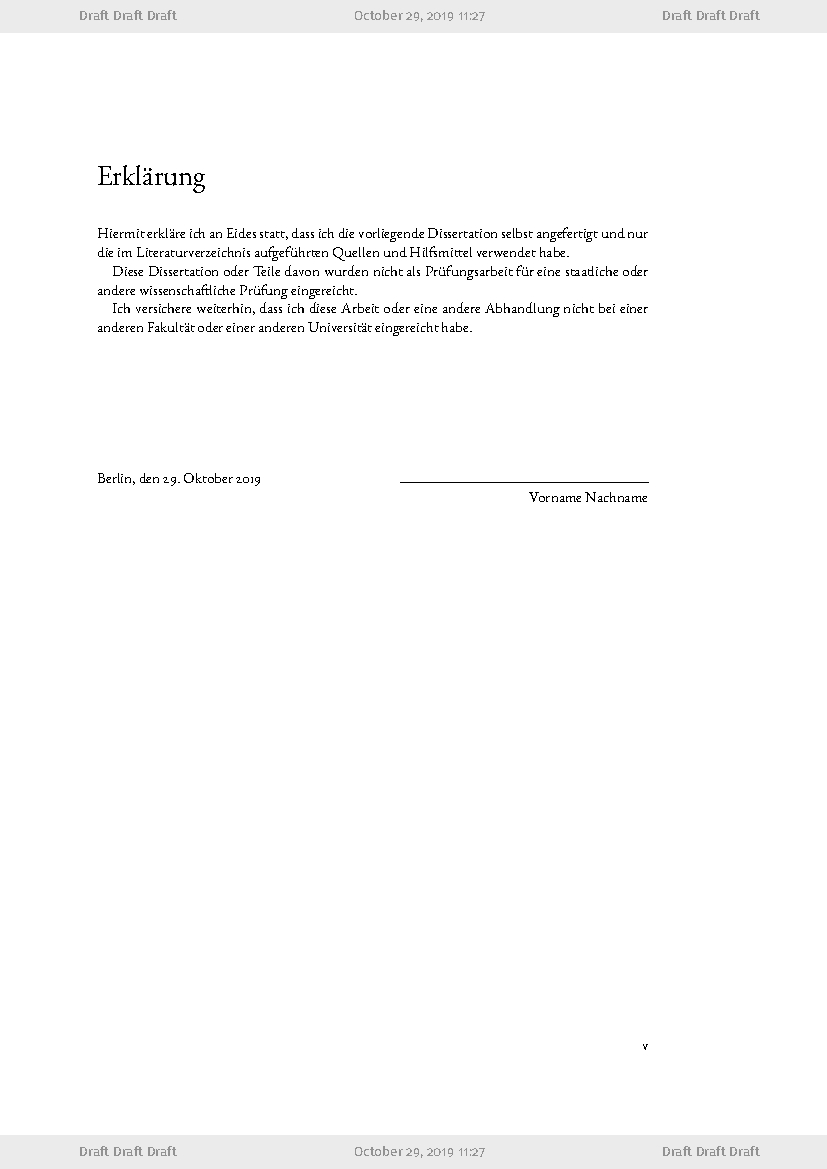 Draft Draft Draft October 29, 2019 11:27 Draft Draft Draft
Erklärung
Hiermit erkläre ich an Eides statt, dass ich die vorliegende Dissertation selbst angefertigt und nur
die im Literaturverzeichnis aufgeführten Quellen und Hilfsmittel verwendet habe.
Diese Dissertation oder Teile davon wurden nicht als Prüfungsarbeit für eine staatliche oder
andere wissenschaftliche Prüfung eingereicht.
Ich versichere weiterhin, dass ich diese Arbeit oder eine andere Abhandlung nicht bei einer
anderen Fakultät oder einer anderen Universität eingereicht habe.
Berlin, den 29. Oktober 2019
Vorname Nachname
v
Draft Draft Draft October 29, 2019 11:27 Draft Draft Draft